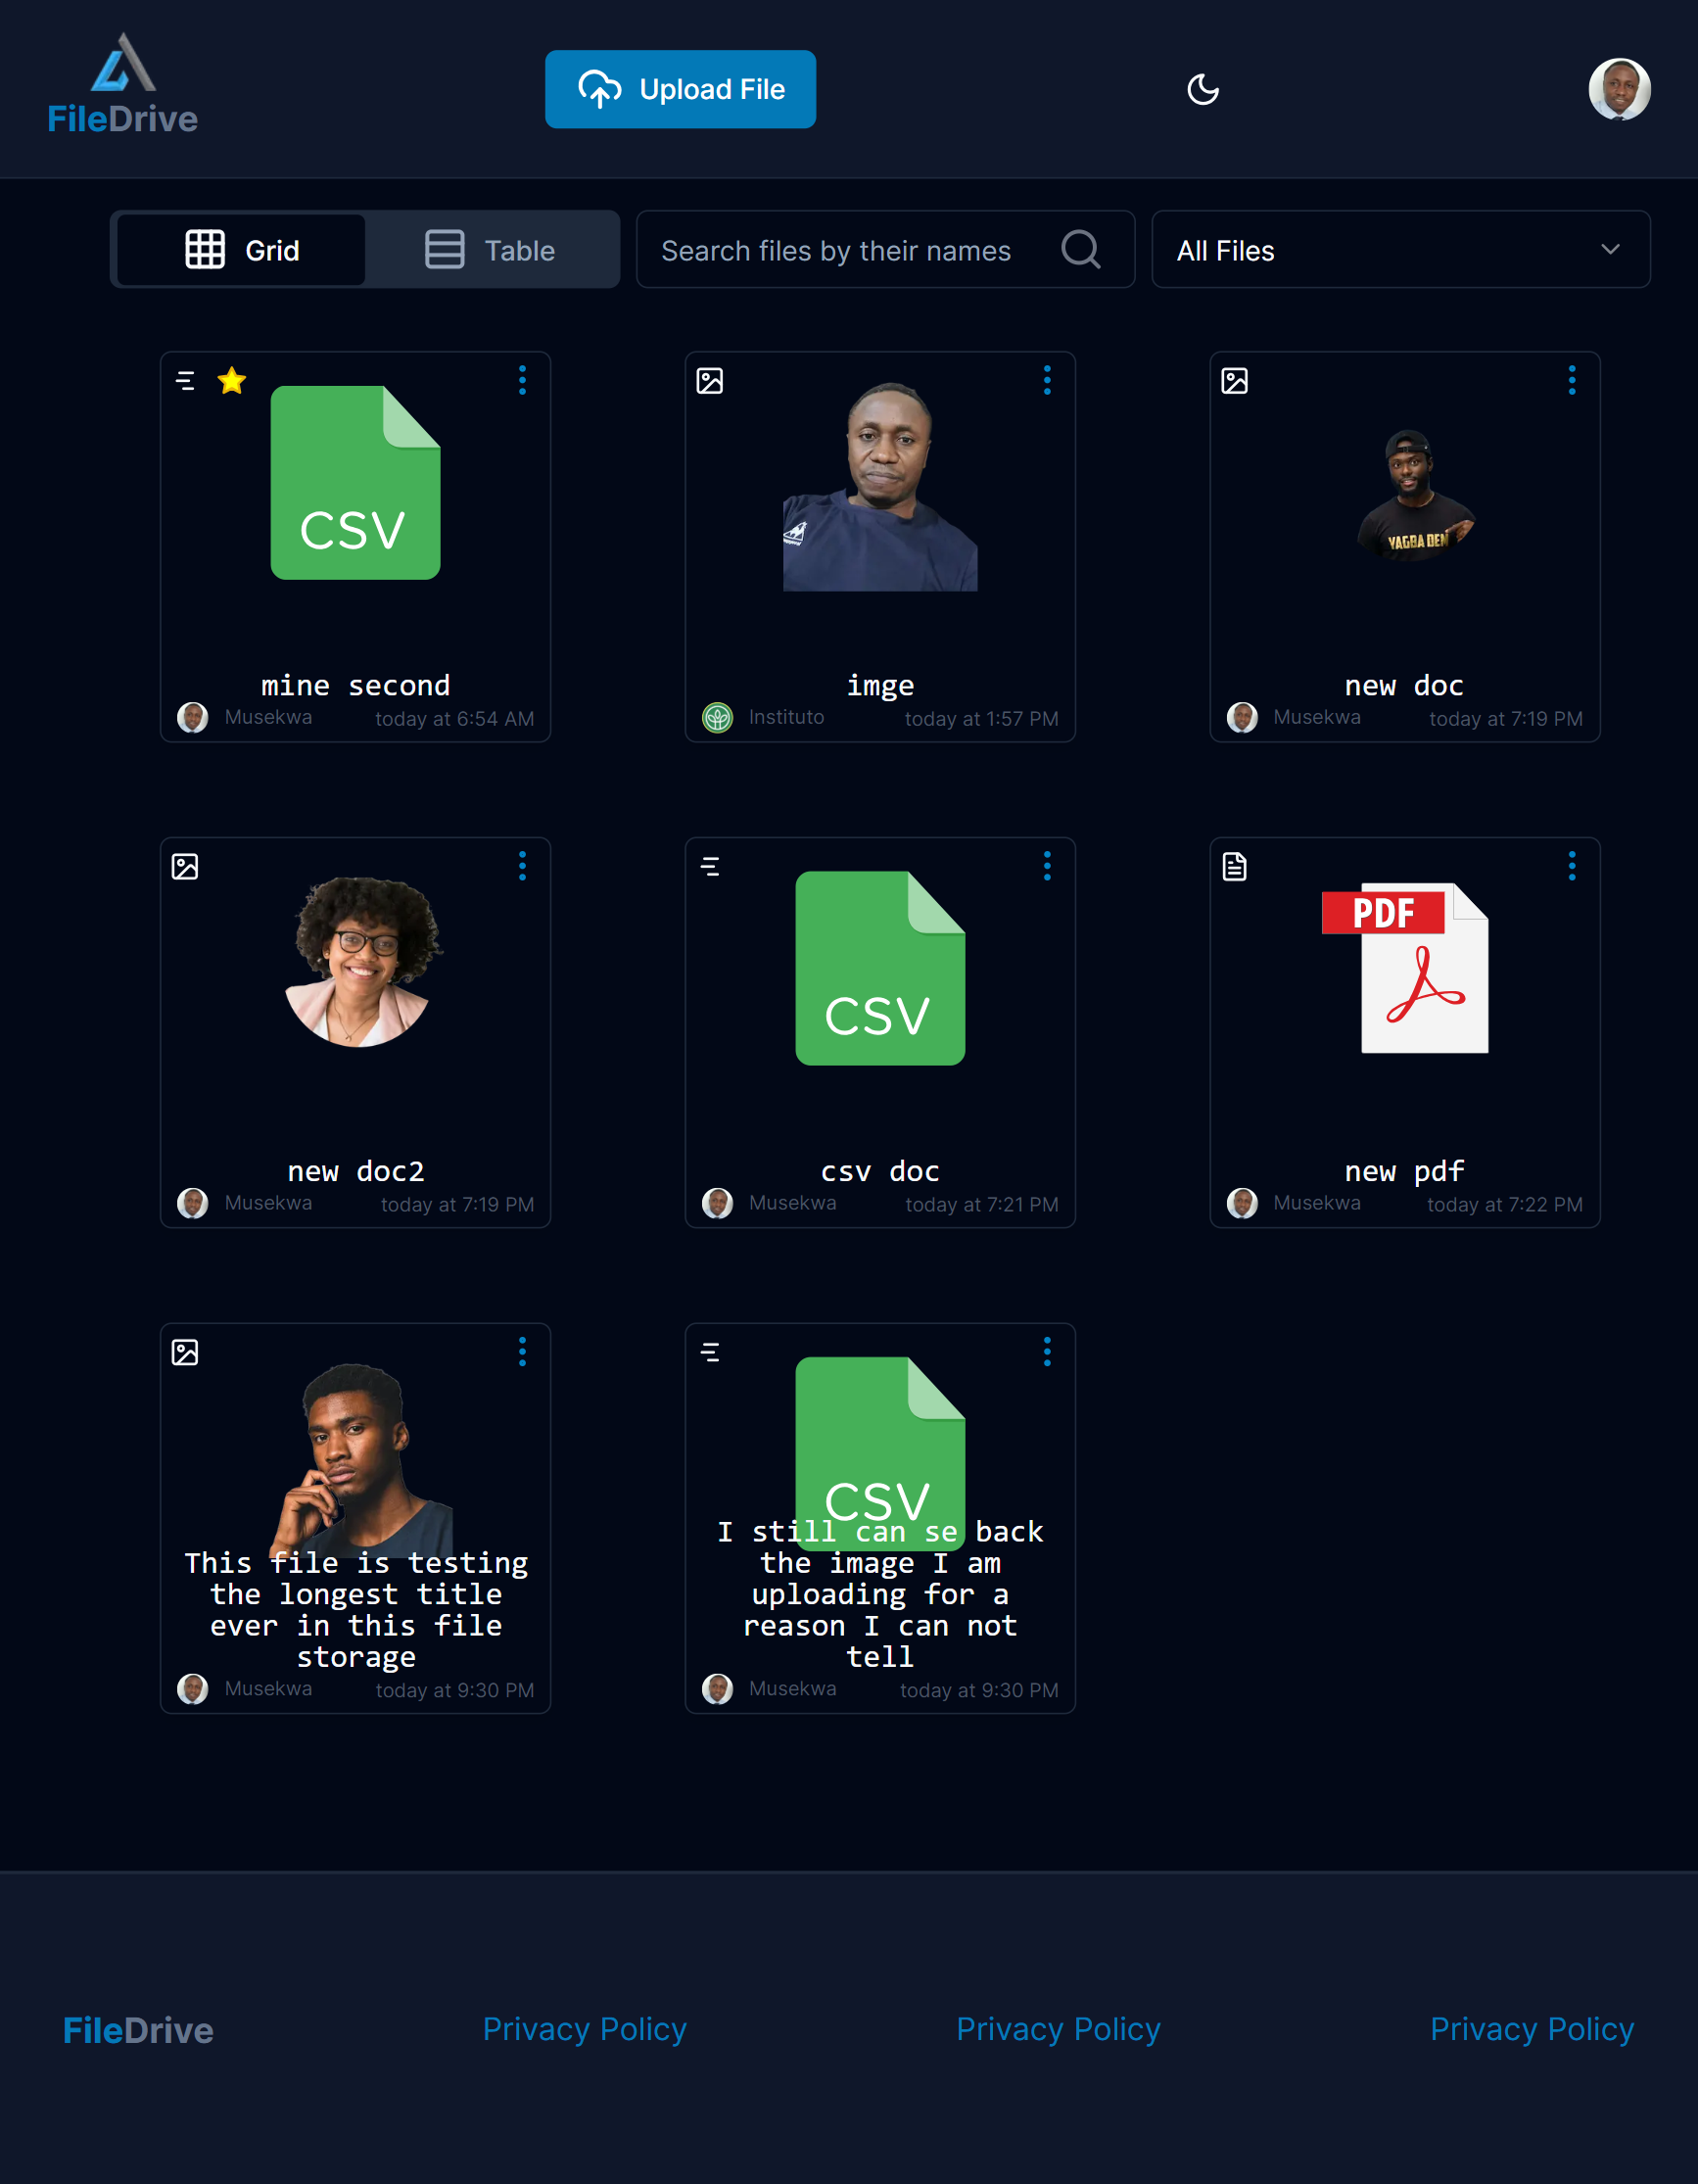 FileDrive
Upload File
Grid
Table
Search files by their names
All Files
CSV
mine second
Musekwa
today at 6:54 AM
imge
Instituto
today at 1:57 PM
YAGBA DEM
new doc
Musekwa
today at 7:19 PM
new doc2
Musekwa
today at 7:19 PM
CSV
csv doc
Musekwa
today at 7:21 PM
PDF
new pdf
Musekwa
today at 7:22 PM
This file is testing
the longest title
ever in this file
storage
Musekwa
today at 9:30 PM
CSV
I still can se back
the image I am
uploading for a
reason I can not
tell
Musekwa
today at 9:30 PM
FileDrive
Privacy Policy
Privacy Policy
Privacy Policy